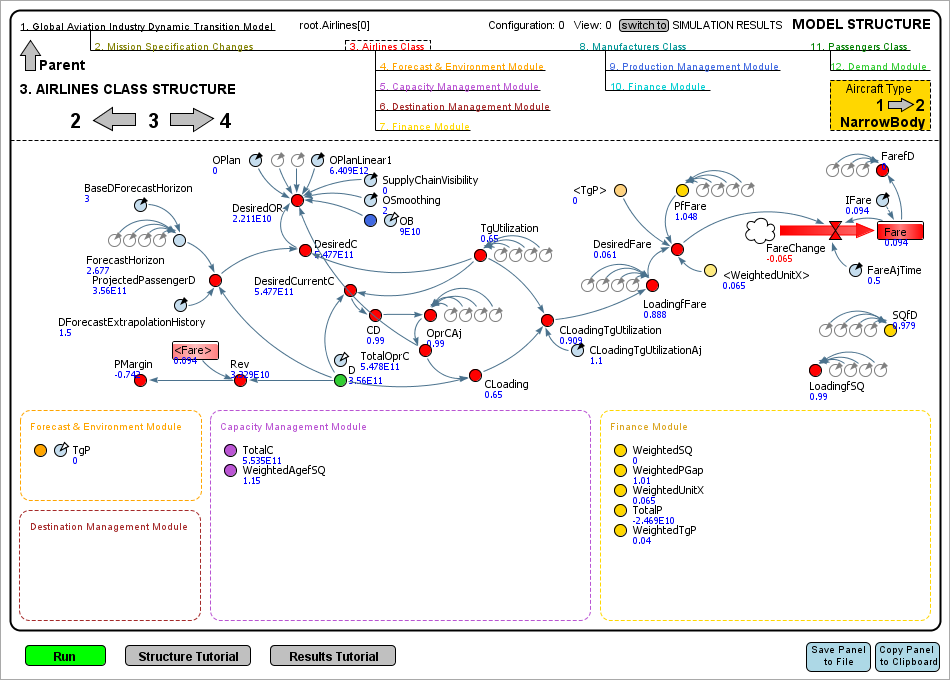 1. Global Aviation Industry Dynamic Transition Model
root.Airlines[0]
Configuration: 0 View: 0 switch to SIMULATION RESULTS MODEL STRUCTURE
2. Mission Specification Changes
3. Airlines Class
8. Manufacturers Class
11. Passengers Class
Parent
4. Forecast & Environment Module
9. Production Management Module
12. Demand Module
3. AIRLINES CLASS STRUCTURE
5. Capacity Management Module
10. Finance Module
6. Destination Management Module
7. Finance Module
Aircraft Type
1 2
NarrowBody
2 3 4
OPlan
0
OPlanLinear1
6.409E12
SupplyChainVisibility
0
OSmoothing
2
OB
9E10
BaseDForecastHorizon
3
DesiredOR
2.211E10
ForecastHorizon
2.677
ProjectedPassengerD
3.56E11
DesiredC
5.477E11
DesiredCurrentC
5.477E11
TgUtilization
0.65
DForecastExtrapolationHistory
1.5
CD
0.99
OprCAj
0.99
TotalOprC
5.478E11
<Fare>
0.094
PMargin
Rev
3.329E10
D
3.56E11
CLoading
0.65
CLoadingTgUtilization
0.909
CLoadingTgUtilizationAj
1.1
<TgP>
0
PfFare
1.048
DesiredFare
0.061
<WeightedUnitX>
0.065
LoadingfFare
0.888
FarefD
IFare
0.094
Fare
0.094
FareChange
-0.065
FareAjTime
0.5
SQfD
0.979
LoadingfSQ
0.99
Forecast & Environment Module
TgP
0
Destination Management Module
Capacity Management Module
TotalC
5.535E11
WeightedAgefSQ
1.15
Finance Module
WeightedSQ
0
WeightedPGap
1.01
WeightedUnitX
0.065
TotalP
-2.469E10
WeightedTgP
0.04
Run
Structure Tutorial
Results Tutorial
Save Panel
to File
Copy Panel
to Clipboard